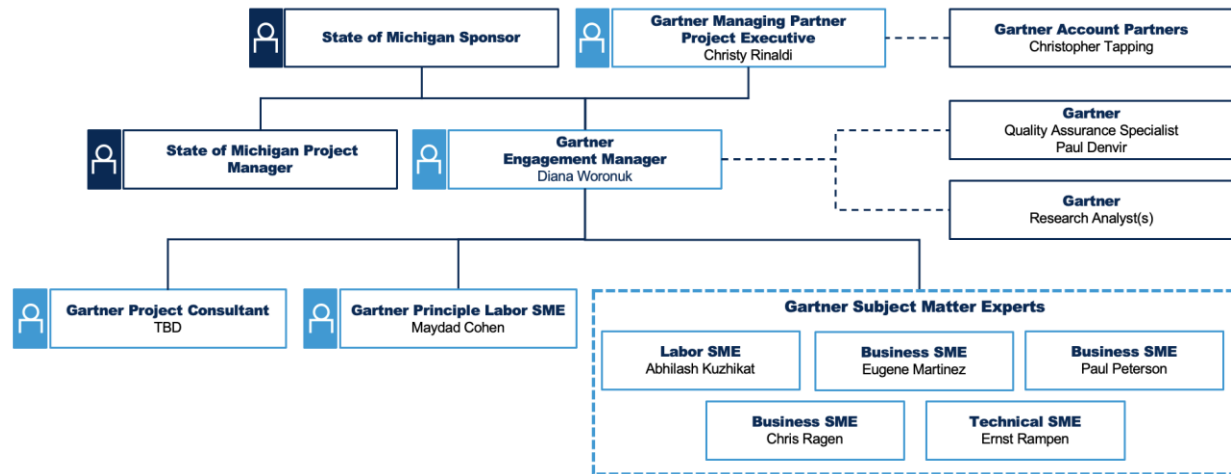 State of Michigan Sponsor
Gartner Managing Partner
Project Executive
Christy Rinaldi
Gartner Account Partners
Christopher Tapping
State of Michigan Project
Manager
Gartner
Engagement Manager
Diana Woronuk
Gartner
Quality Assurance Specialist
Paul Denvir
Gartner
Research Analyst(s)
Gartner Project Consultant
TBD
Gartner Principle Labor SME
Maydad Cohen
Gartner Subject Matter Experts
Labor SME
Abhilash Kuzhikat
Business SME
Eugene Martinez
Business SME
Paul Peterson
Business SME
Chris Ragen
Technical SME
Ernst Rampen